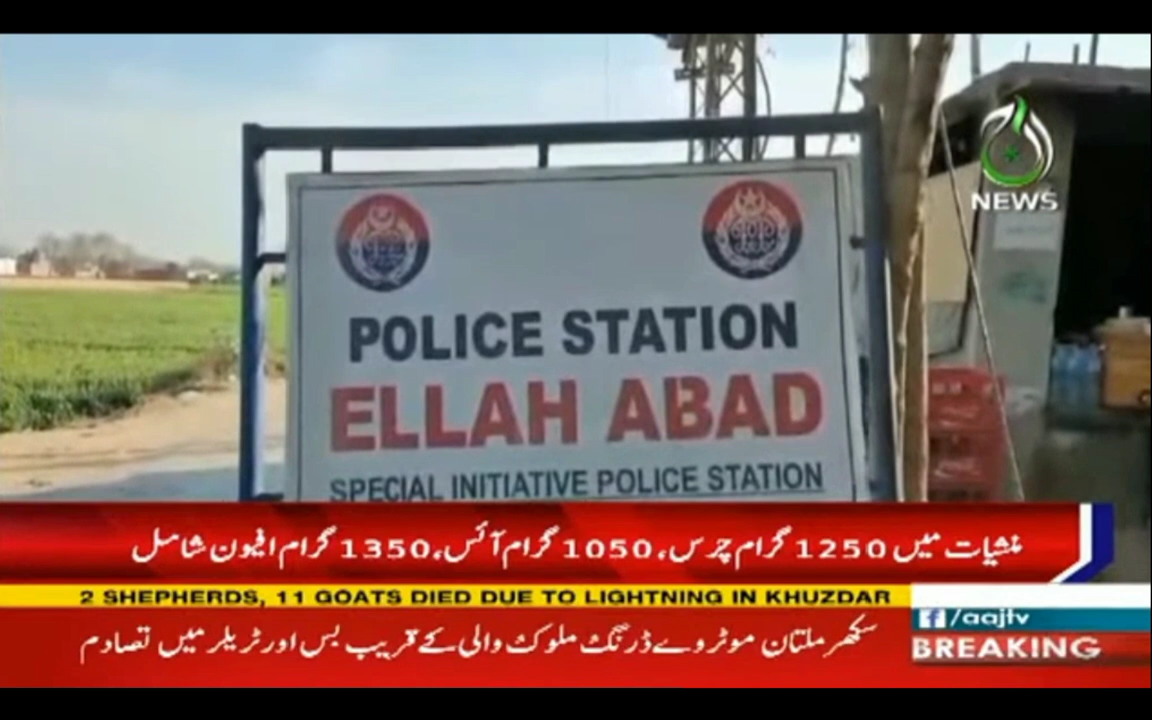 NEWS
POLICE STATION
ELLAH ABAD
SPECIAL INITIATIVE POLICE STATION
منشیات میں 1250 گرام چرس، 1050 گرام آئس، 1350 گرام افیون شامل
2 SHEPHERDS, 11 GOATS DIED DUE TO LIGHTNING IN KHUZDAR
f/aajtv
سکھر ملتان موٹروے ڈرنگ ملوک والی کے قریب بس اور ٹریلر میں تصادم
BREAKING